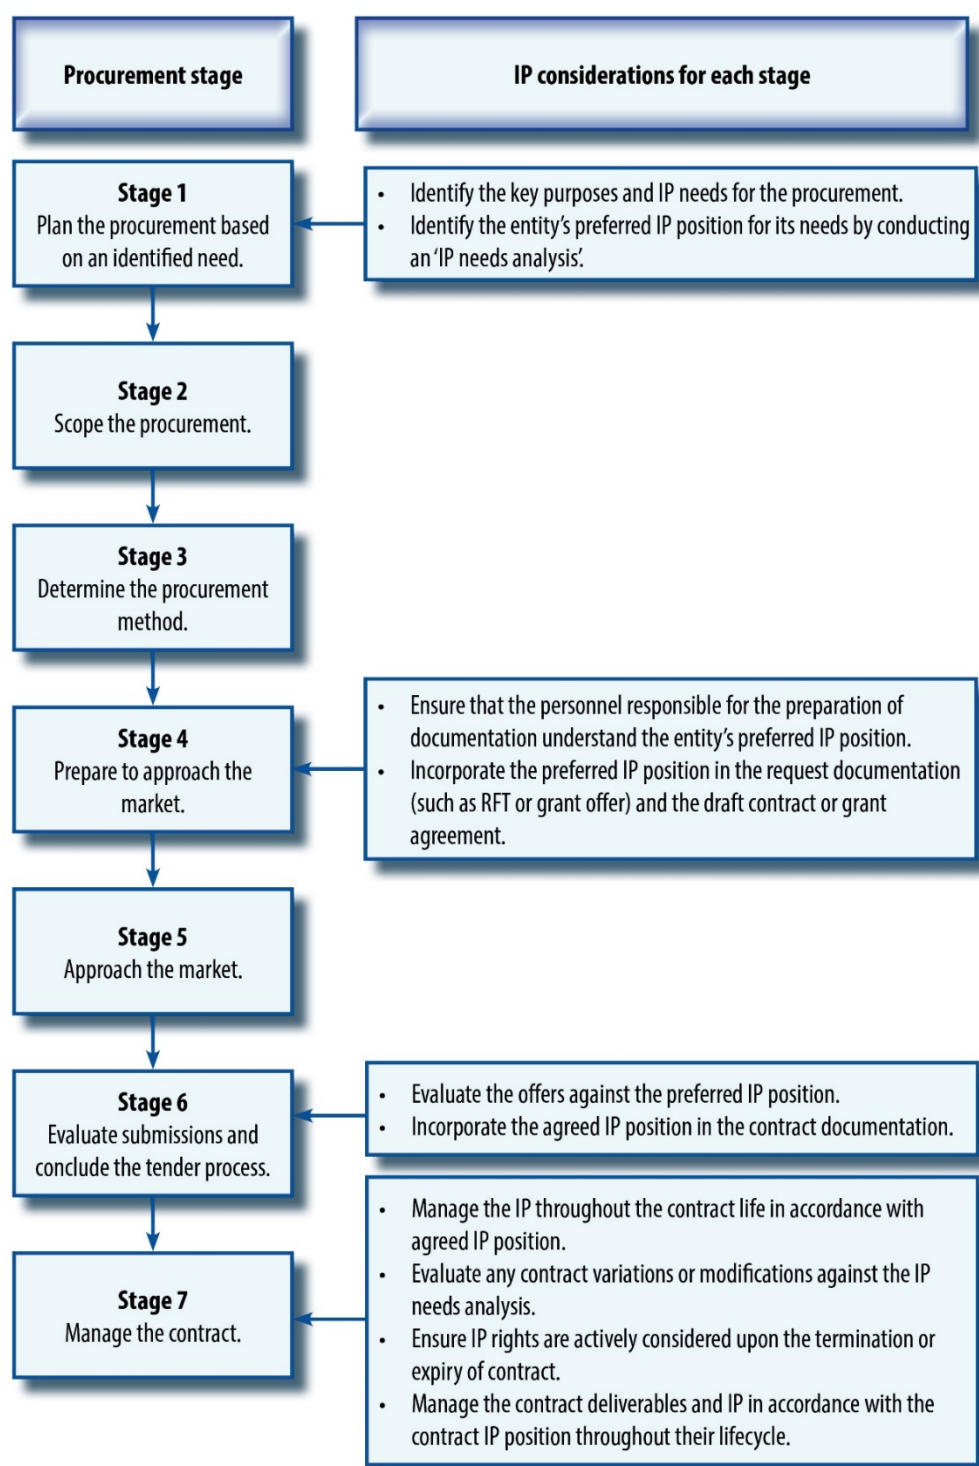 Procurement stage
IP considerations for each stage
Stage 1
Plan the procurement based
on an identified need.
• Identify the key purposes and IP needs for the procurement.
• Identify the entity’s preferred IP position for its needs by conducting
an ‘IP needs analysis’.
Stage 2
Scope the procurement.
Stage 3
Determine the procurement
method.
Stage 4
Prepare to approach the
market.
• Ensure that the personnel responsible for the preparation of
documentation understand the entity’s preferred IP position.
• Incorporate the preferred IP position in the request documentation
(such as RFT or grant offer) and the draft contract or grant
agreement.
Stage 5
Approach the market.
Stage 6
Evaluate submissions and
conclude the tender process.
• Evaluate the offers against the preferred IP position.
• Incorporate the agreed IP position in the contract documentation.
Stage 7
Manage the contract.
• Manage the IP throughout the contract life in accordance with
agreed IP position.
• Evaluate any contract variations or modifications against the IP
needs analysis.
• Ensure IP rights are actively considered upon the termination or
expiry of contract.
• Manage the contract deliverables and IP in accordance with the
contract IP position throughout their lifecycle.